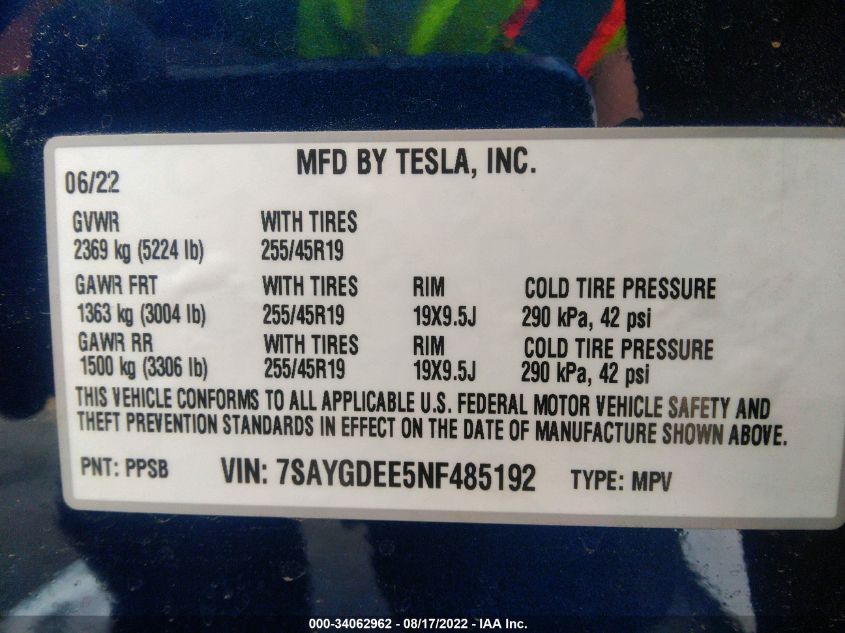 MFD BY TESLA, INC.
06/22
GVWR WITH TIRES
2369 kg (5224 lb) 255/45R19
GAWR FRT WITH TIRES RIM COLD TIRE PRESSURE
1363 kg (3004 lb) 255/45R19 19X9.5J 290 kPa, 42 psi
GAWR RR WITH TIRES RIM COLD TIRE PRESSURE
1500 kg (3306 lb) 255/45R19 19X9.5J 290 kPa, 42 psi
THIS VEHICLE CONFORMS TO ALL APPLICABLE U.S. FEDERAL MOTOR VEHICLE SAFETY AND
THEFT PREVENTION STANDARDS IN EFFECT ON THE DATE OF MANUFACTURE SHOWN ABOVE.
PNT: PPSB VIN: 7SAYGDEE5NF485192 TYPE: MPV
000-34062962 - 08/17/2022 - IAA Inc.